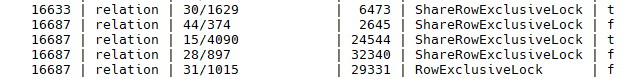 16633 | relation | 30/1629 | 6473 | ShareRowExclusiveLock | t
16687 | relation | 44/374 | 2645 | ShareRowExclusiveLock | f
16687 | relation | 15/4090 | 24544 | ShareRowExclusiveLock | t
16687 | relation | 28/897 | 32340 | ShareRowExclusiveLock | f
16687 | relation | 31/1015 | 29331 | RowExclusiveLock | f